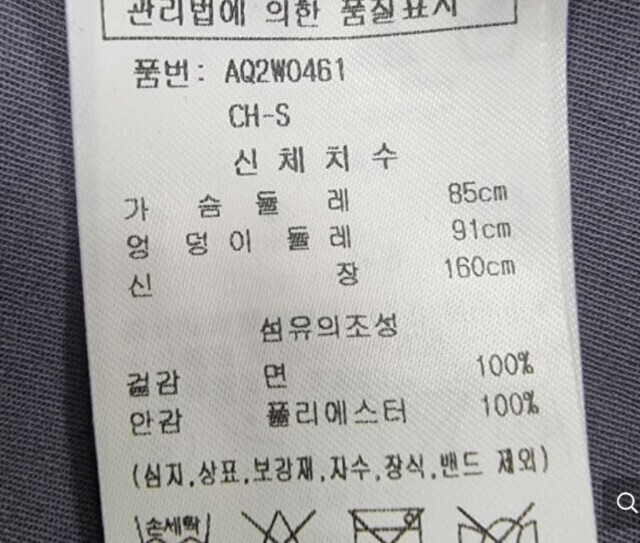 관리법에 의한 품질표시
품번: AQ2W0461
CH-S
신체치수
가슴둘레 85cm
엉덩이둘레 91cm
신장 160cm
섬유의조성
겉감 면 100%
안감 폴리에스터 100%
(심지,상표,보강재,자수,장식,밴드 제외)
손세탁